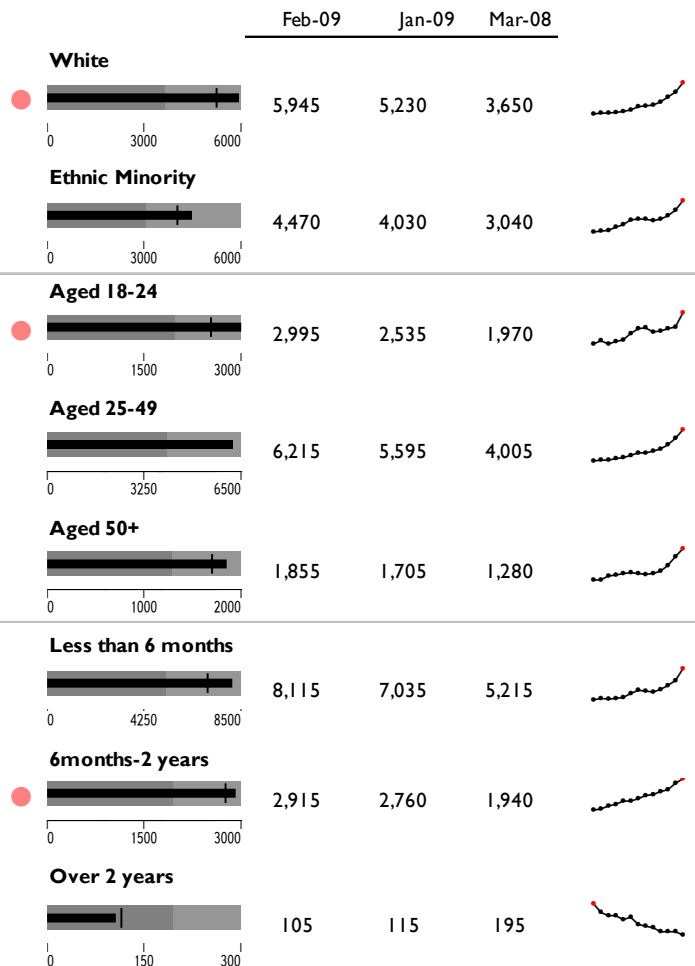 Feb-09 Jan-09 Mar-08
White
5,945 5,230 3,650
0 3000 6000
Ethnic Minority
4,470 4,030 3,040
0 3000 6000
Aged 18-24
2,995 2,535 1,970
0 1500 3000
Aged 25-49
6,215 5,595 4,005
0 3250 6500
Aged 50+
1,855 1,705 1,280
0 1000 2000
Less than 6 months
8,115 7,035 5,215
0 4250 8500
6months-2 years
2,915 2,760 1,940
0 1500 3000
Over 2 years
105 115 195
0 150 300